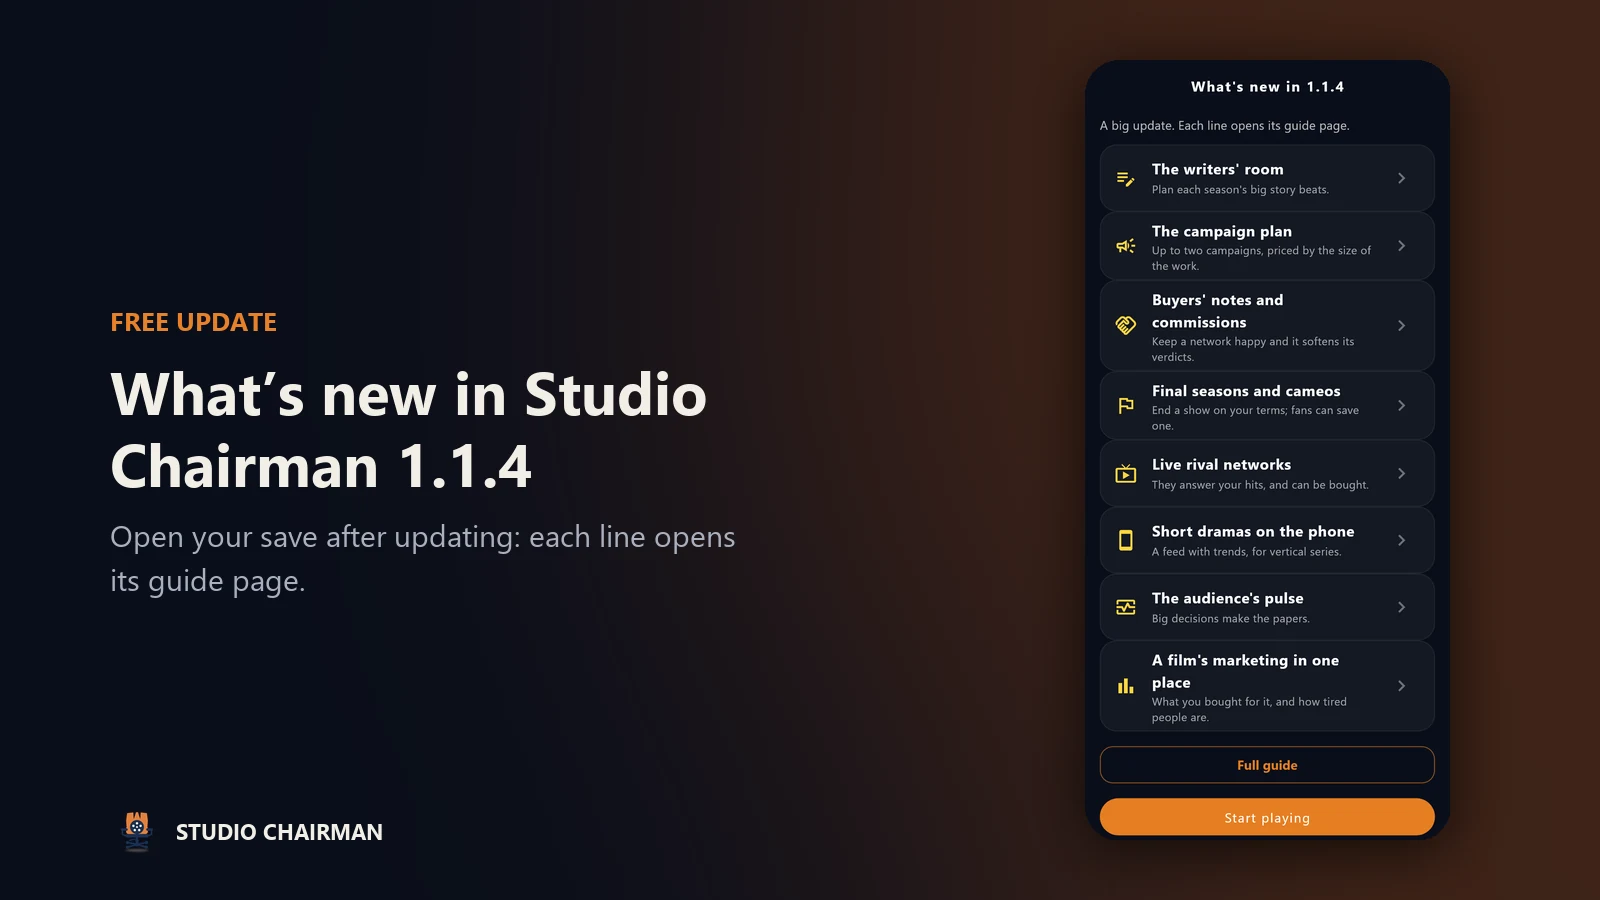 FREE UPDATE
What’s new in Studio
Chairman 1.1.4
Open your save after updating: each line opens
its guide page.
STUDIO CHAIRMAN
What's new in 1.1.4
A big update. Each line opens its guide page.
The writers' room
Plan each season's big story beats.
The campaign plan
Up to two campaigns, priced by the size of
the work.
Buyers' notes and
commissions
Keep a network happy and it softens its
verdicts.
Final seasons and cameos
End a show on your terms; fans can save
one.
Live rival networks
They answer your hits, and can be bought.
Short dramas on the phone
A feed with trends, for vertical series.
The audience's pulse
Big decisions make the papers.
A film's marketing in one
place
What you bought for it, and how tired
people are.
Full guide
Start playing